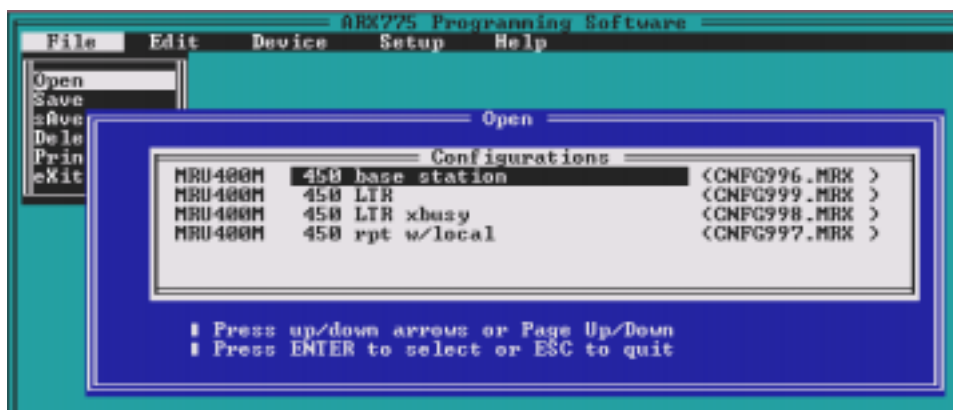 ARX775 Programming Software
File Edit Device Setup Help
Open
Save
sAve
Dele
Prin
eXit
Open
Configurations
MRU400M 450 base station (CNFG996.MRX )
MRU400M 450 LTR (CNFG999.MRX )
MRU400M 450 LTR xbusy (CNFG998.MRX )
MRU400M 450 rpt w/local (CNFG997.MRX )
Press up/down arrows or Page Up/Down
Press ENTER to select or ESC to quit